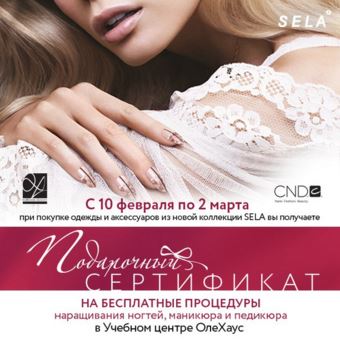 SELA
CND
С 10 февраля по 2 марта
при покупке одежды и аксессуаров из новой коллекции SELA вы получаете
Подарочный
СЕРТИФИКАТ
НА БЕСПЛАТНЫЕ ПРОЦЕДУРЫ
наращивания ногтей, маникюра и педикюра
в Учебном центре ОлеХаус